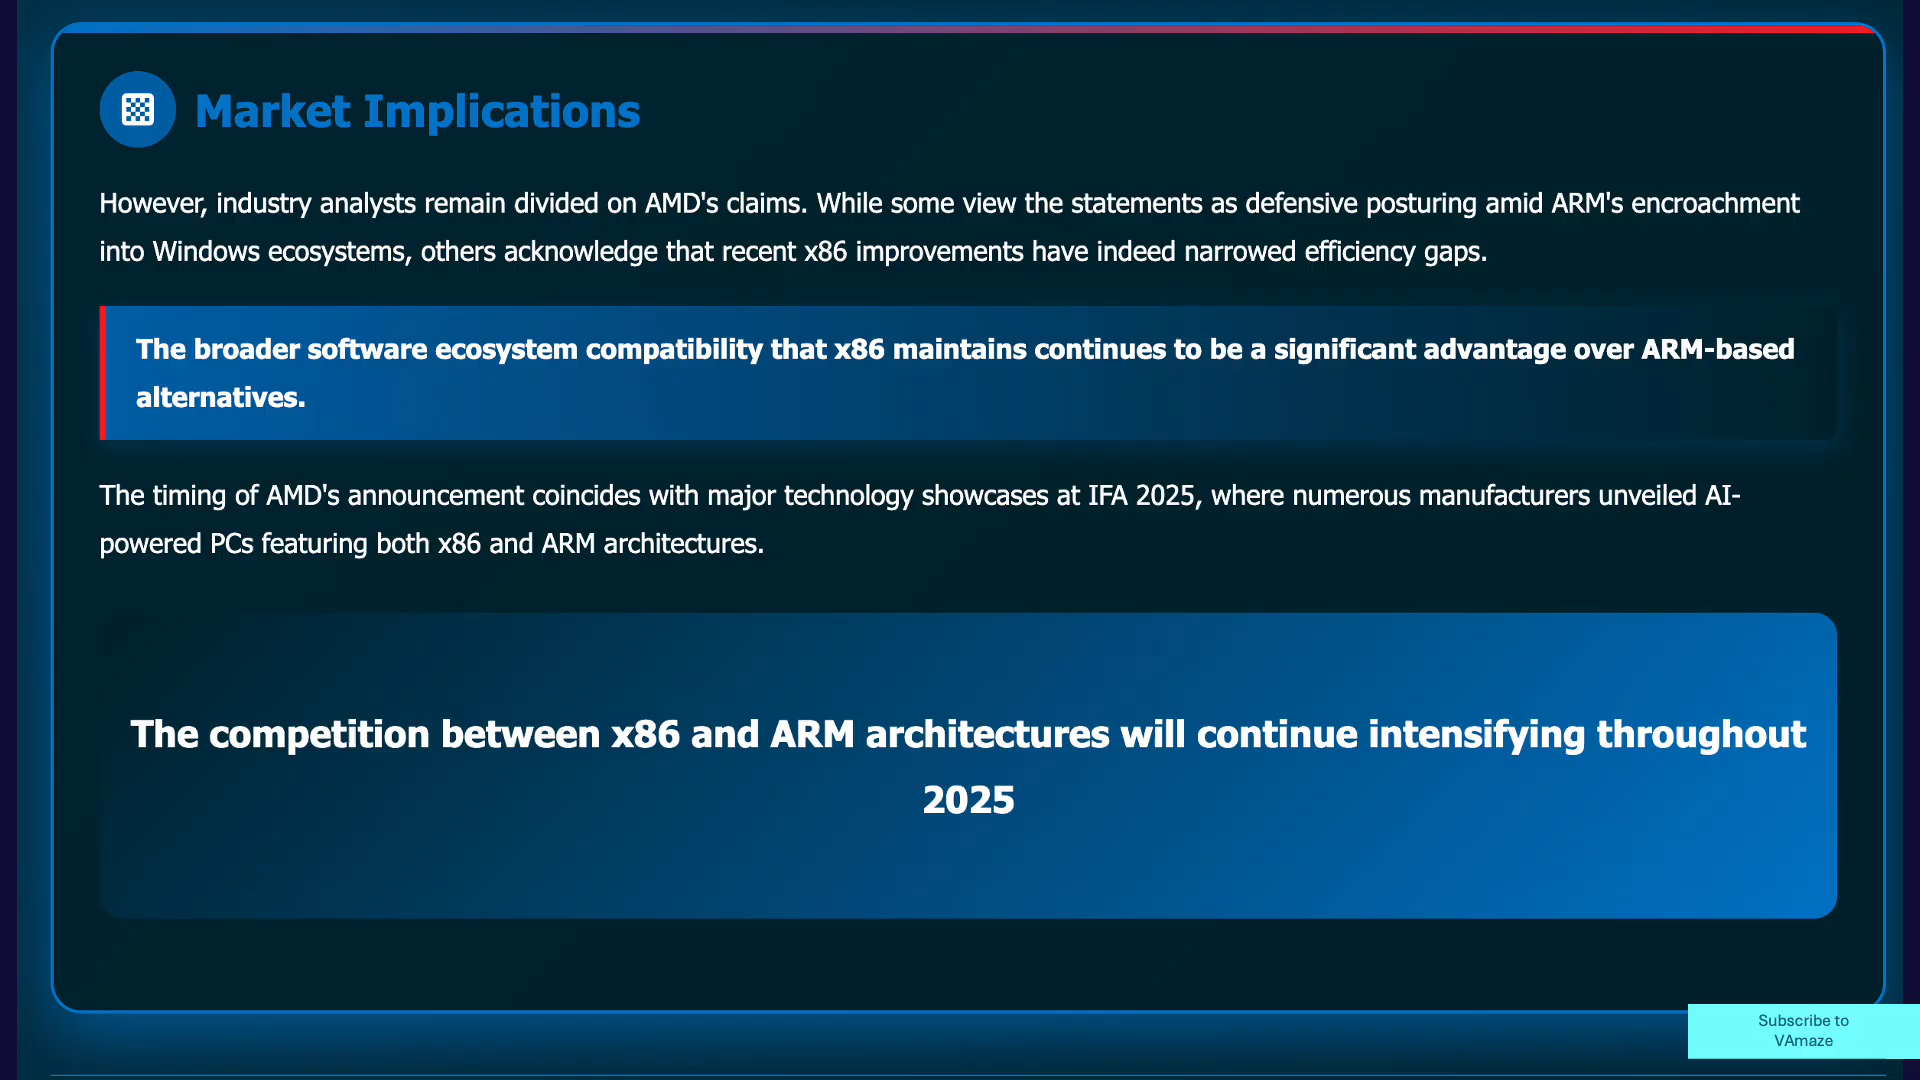 Market Implications
However, industry analysts remain divided on AMD's claims. While some view the statements as defensive posturing amid ARM's encroachment
into Windows ecosystems, others acknowledge that recent x86 improvements have indeed narrowed efficiency gaps.
The broader software ecosystem compatibility that x86 maintains continues to be a significant advantage over ARM-based
alternatives.
The timing of AMD's announcement coincides with major technology showcases at IFA 2025, where numerous manufacturers unveiled AI-
powered PCs featuring both x86 and ARM architectures.
The competition between x86 and ARM architectures will continue intensifying throughout
2025
Subscribe to
VAmaze